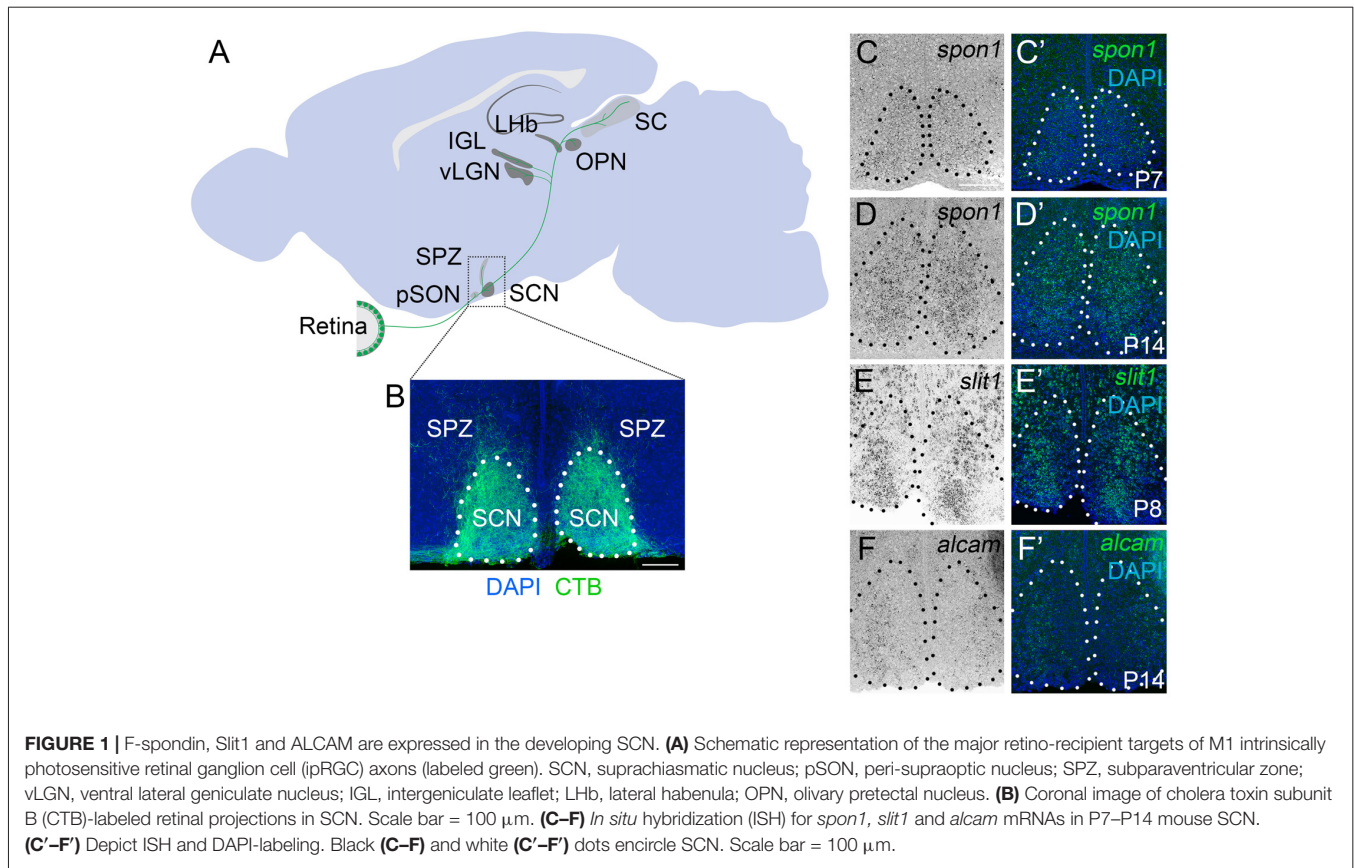 A
LHb
SC
IGL
OPN
vLGN
SPZ
pSON
SCN
Retina
B
SPZ SPZ
SCN SCN
DAPI CTB
C spon1
C' spon1
DAPI
P7
D spon1
D' spon1
DAPI
P14
E slit1
E' slit1
DAPI
P8
F alcam
F' alcam
DAPI
P14
FIGURE 1 | F-spondin, Slit1 and ALCAM are expressed in the developing SCN. (A) Schematic representation of the major retino-recipient targets of M1 intrinsically
photosensitive retinal ganglion cell (ipRGC) axons (labeled green). SCN, suprachiasmatic nucleus; pSON, peri-supraoptic nucleus; SPZ, subparaventricular zone;
vLGN, ventral lateral geniculate nucleus; IGL, intergeniculate leaflet; LHb, lateral habenula; OPN, olivary pretectal nucleus. (B) Coronal image of cholera toxin subunit
B (CTB)-labeled retinal projections in SCN. Scale bar = 100 μm. (C–F) In situ hybridization (ISH) for spon1, slit1 and alcam mRNAs in P7–P14 mouse SCN.
(C′–F′) Depict ISH and DAPI-labeling. Black (C–F) and white (C′–F′) dots encircle SCN. Scale bar = 100 μm.